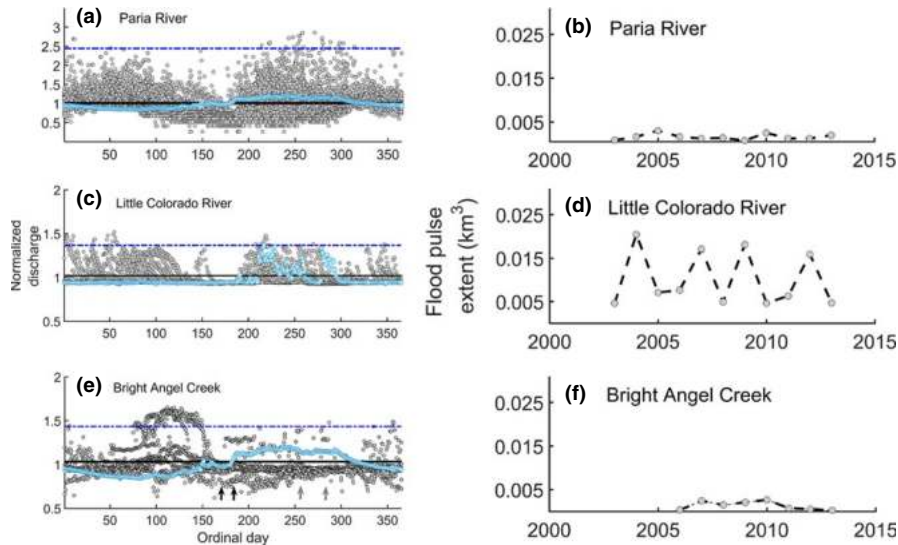 (a) Paria River
3
2.5
2
1.5
1
0.5
50 100 150 200 250 300 350
(b) Paria River
0.025
0.015
0.005
2000 2005 2010 2015
(c) Little Colorado River
2
1.5
1
0.5
50 100 150 200 250 300 350
Normalized
discharge
(d) Little Colorado River
0.025
0.015
0.005
2000 2005 2010 2015
Flood pulse
extent (km³)
(e) Bright Angel Creek
2
1.5
1
0.5
50 100 150 200 250 300 350
Ordinal day
(f) Bright Angel Creek
0.025
0.015
0.005
2000 2005 2010 2015